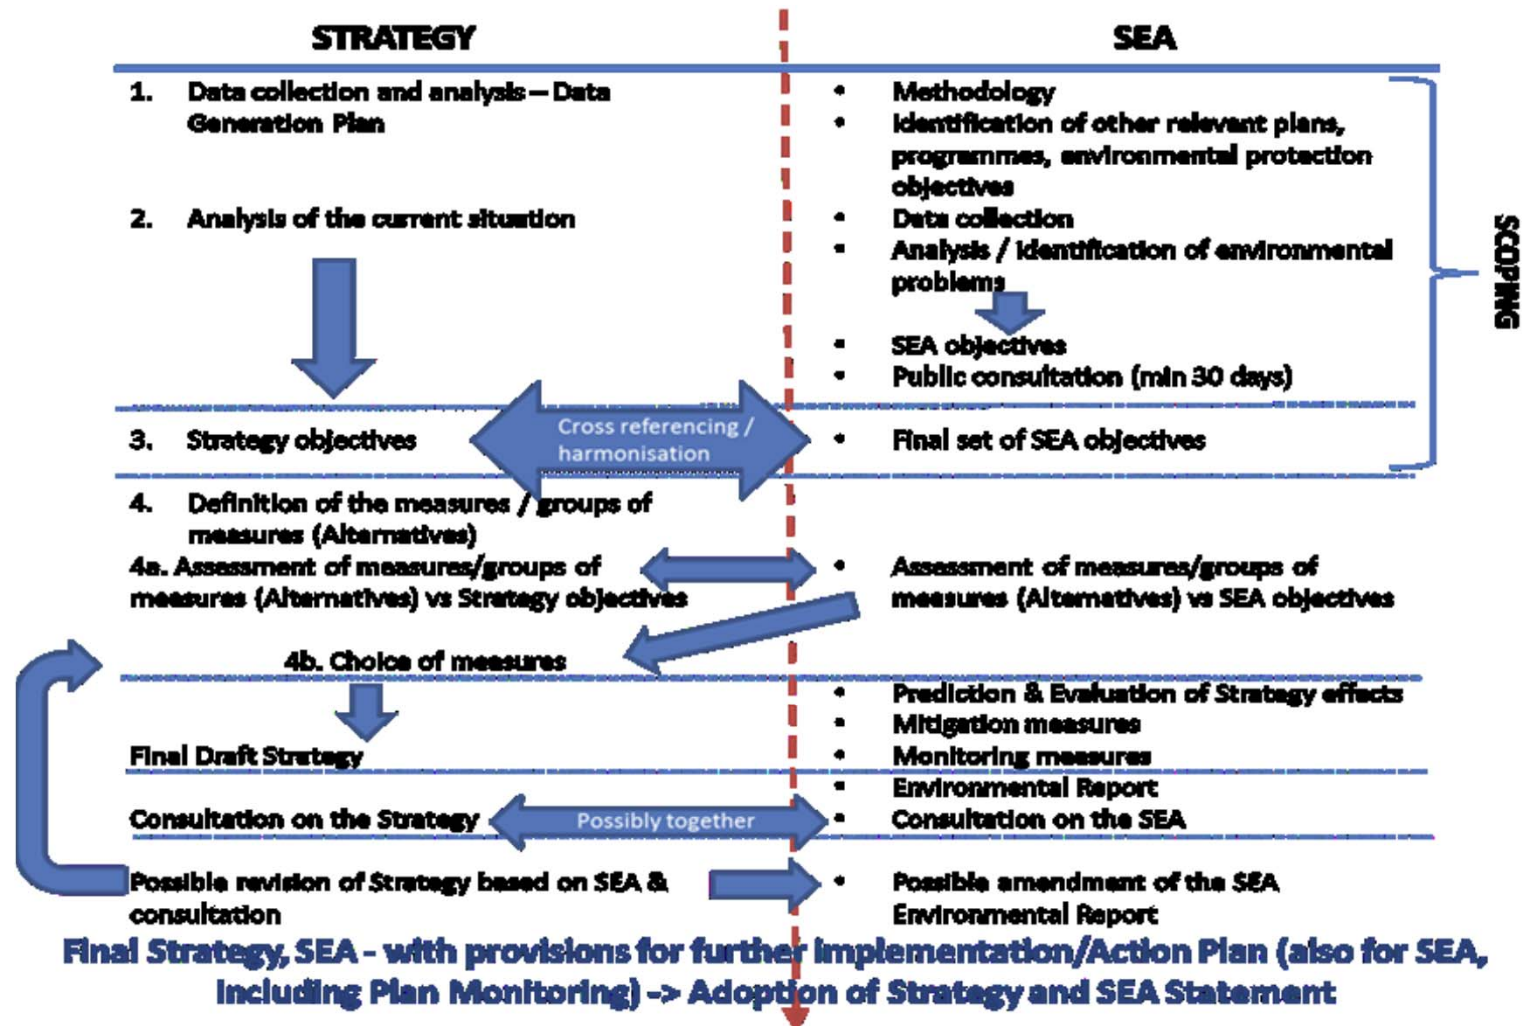 STRATEGY
SEA
1. Data collection and analysis – Data
Generation Plan
2. Analysis of the current situation
• Methodology
• Identification of other relevant plans,
programmes, environmental protection
objectives
• Data collection
• Analysis / identification of environmental
problems
• SEA objectives
• Public consultation (min 30 days)
SCOPING
3. Strategy objectives
Cross referencing /
harmonisation
• Final set of SEA objectives
4. Definition of the measures / groups of
measures (Alternatives)
4a. Assessment of measures/groups of
measures (Alternatives) vs Strategy objectives
• Assessment of measures/groups of
measures (Alternatives) vs SEA objectives
4b. Choice of measures
• Prediction & Evaluation of Strategy effects
• Mitigation measures
Final Draft Strategy
• Monitoring measures
• Environmental Report
Consultation on the Strategy
Possibly together
• Consultation on the SEA
Possible revision of Strategy based on SEA &
consultation
• Possible amendment of the SEA
Environmental Report
Final Strategy, SEA - with provisions for further implementation/Action Plan (also for SEA,
including Plan Monitoring) -> Adoption of Strategy and SEA Statement